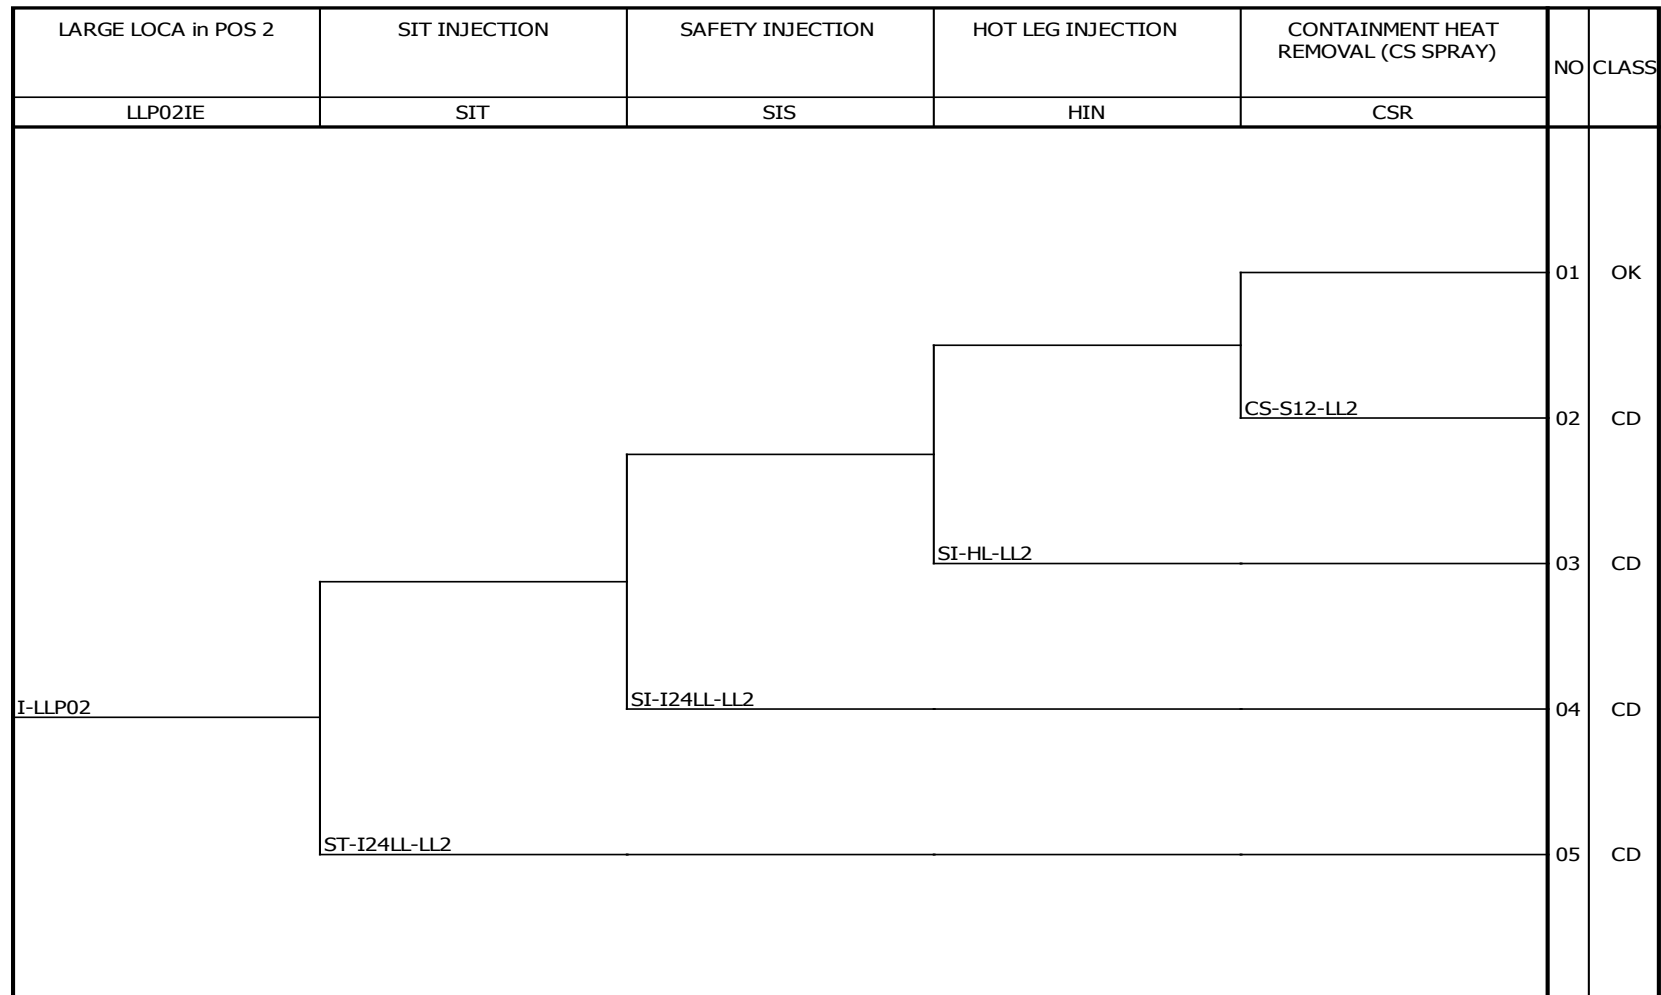 LARGE LOCA in POS 2
SIT INJECTION
SAFETY INJECTION
HOT LEG INJECTION
CONTAINMENT HEAT
REMOVAL (CS SPRAY)
NO
CLASS
LLP02IE
SIT
SIS
HIN
CSR
01
OK
CS-S12-LL2
02
CD
SI-HL-LL2
03
CD
I-LLP02
SI-I24LL-LL2
04
CD
ST-I24LL-LL2
05
CD